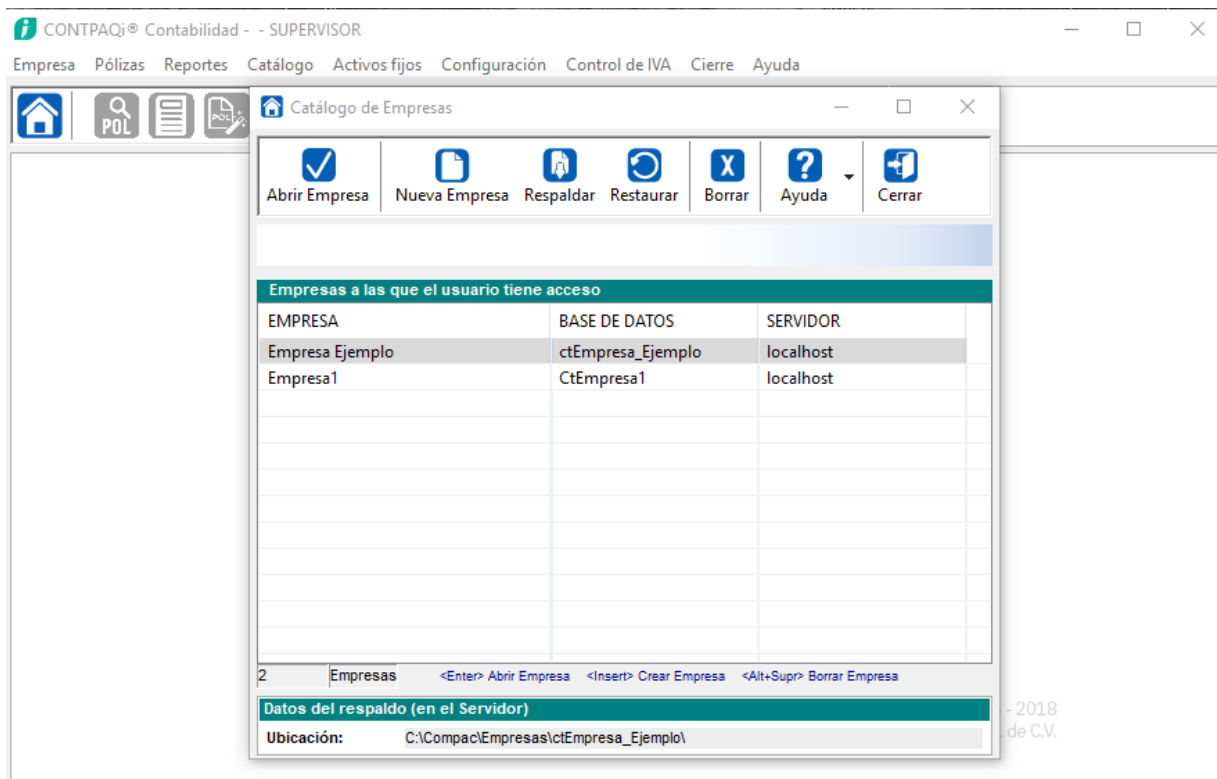 CONTPAQi® Contabilidad - - SUPERVISOR
Empresa Pólizas Reportes Catálogo Activos fijos Configuración Control de IVA Cierre Ayuda
POL POL
Catálogo de Empresas
Abrir Empresa Nueva Empresa Respaldar Restaurar Borrar Ayuda Cerrar
Empresas a las que el usuario tiene acceso
EMPRESA BASE DE DATOS SERVIDOR
Empresa Ejemplo ctEmpresa_Ejemplo localhost
Empresa1 CtEmpresa1 localhost
2 Empresas <Enter> Abrir Empresa <Insert> Crear Empresa <Alt+Supr> Borrar Empresa
Datos del respaldo (en el Servidor)
- 2018
Ubicación: C:\Compac\Empresas\ctEmpresa_Ejemplo\
de C.V.